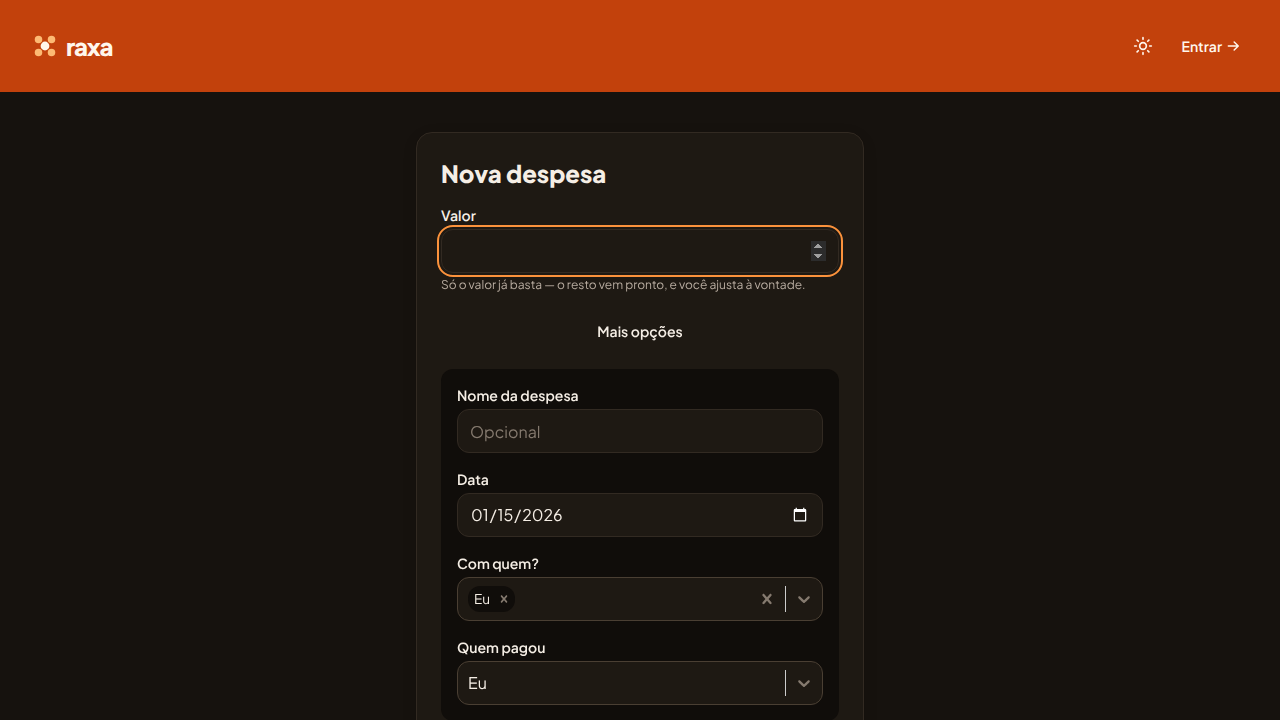 raxa
Entrar →
Nova despesa
Valor
Só o valor já basta — o resto vem pronto, e você ajusta à vontade.
Mais opções
Nome da despesa
Opcional
Data
01/15/2026
Com quem?
Eu
Quem pagou
Eu